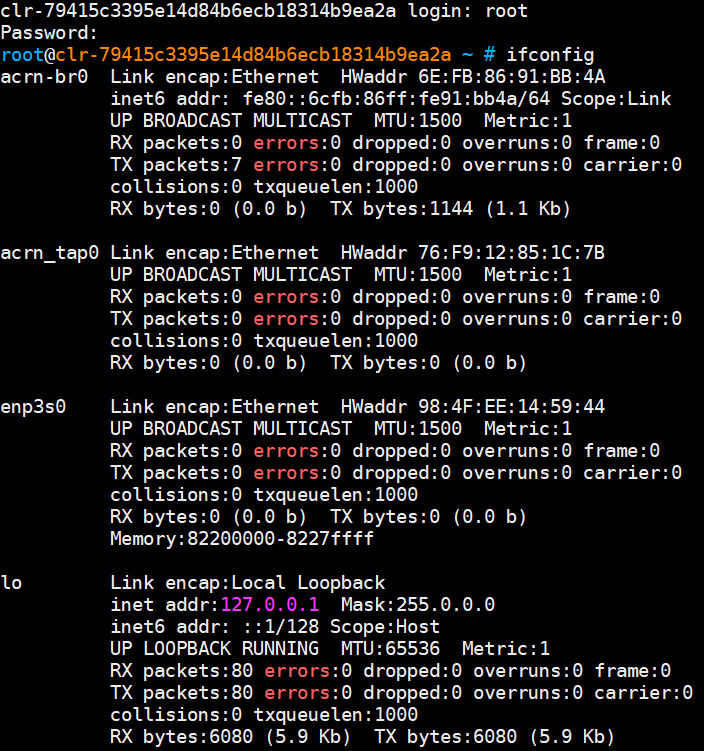 clr-79415c3395e14d84b6ecb18314b9ea2a login: root
Password:
root@clr-79415c3395e14d84b6ecb18314b9ea2a ~ # ifconfig
acrn-br0  Link encap:Ethernet  HWaddr 6E:FB:86:91:BB:4A
          inet6 addr: fe80::6cfb:86ff:fe91:bb4a/64 Scope:Link
          UP BROADCAST MULTICAST  MTU:1500  Metric:1
          RX packets:0 errors:0 dropped:0 overruns:0 frame:0
          TX packets:7 errors:0 dropped:0 overruns:0 carrier:0
          collisions:0 txqueuelen:1000
          RX bytes:0 (0.0 b)  TX bytes:1144 (1.1 Kb)

acrn_tap0 Link encap:Ethernet  HWaddr 76:F9:12:85:1C:7B
          UP BROADCAST MULTICAST  MTU:1500  Metric:1
          RX packets:0 errors:0 dropped:0 overruns:0 frame:0
          TX packets:0 errors:0 dropped:0 overruns:0 carrier:0
          collisions:0 txqueuelen:1000
          RX bytes:0 (0.0 b)  TX bytes:0 (0.0 b)

enp3s0    Link encap:Ethernet  HWaddr 98:4F:EE:14:59:44
          UP BROADCAST MULTICAST  MTU:1500  Metric:1
          RX packets:0 errors:0 dropped:0 overruns:0 frame:0
          TX packets:0 errors:0 dropped:0 overruns:0 carrier:0
          collisions:0 txqueuelen:1000
          RX bytes:0 (0.0 b)  TX bytes:0 (0.0 b)
          Memory:82200000-8227ffff

lo        Link encap:Local Loopback
          inet addr:127.0.0.1  Mask:255.0.0.0
          inet6 addr: ::1/128 Scope:Host
          UP LOOPBACK RUNNING  MTU:65536  Metric:1
          RX packets:80 errors:0 dropped:0 overruns:0 frame:0
          TX packets:80 errors:0 dropped:0 overruns:0 carrier:0
          collisions:0 txqueuelen:1000
          RX bytes:6080 (5.9 Kb)  TX bytes:6080 (5.9 Kb)